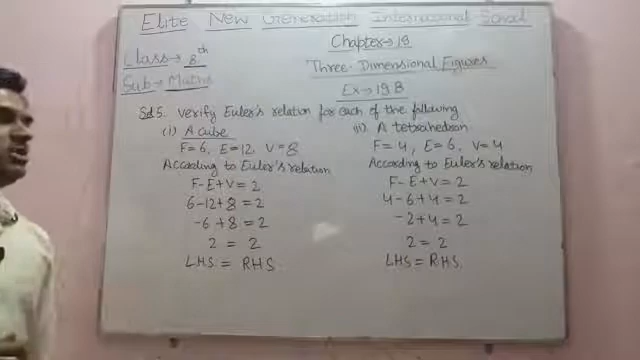 Elite New Generation International School
Class → 8th
Sub → Maths
Chapter → 19
Three-Dimensional Figures
Ex → 19.B
Sol 5. Verify Euler's relation for each of the following
(i) A cube
F = 6, E = 12, V = 8
According to Euler's relation
F - E + V = 2
6 - 12 + 8 = 2
-6 + 8 = 2
2 = 2
LHS = RHS
ii) A tetrahedron
F = 4, E = 6, V = 4
According to Euler's relation
F - E + V = 2
4 - 6 + 4 = 2
-2 + 4 = 2
2 = 2
LHS = RHS.